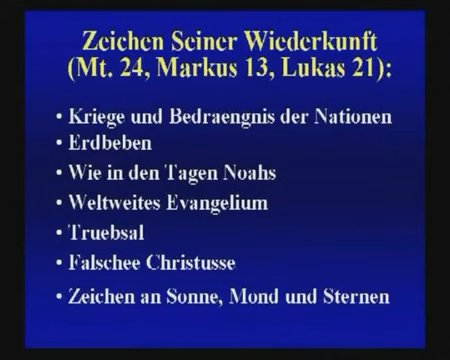 Zeichen Seiner Wiederkunft
(Mt. 24, Markus 13, Lukas 21):
• Kriege und Bedraengnis der Nationen
• Erdbeben
• Wie in den Tagen Noahs
• Weltweites Evangelium
• Truebsal
• Falschee Christusse
• Zeichen an Sonne, Mond und Sternen